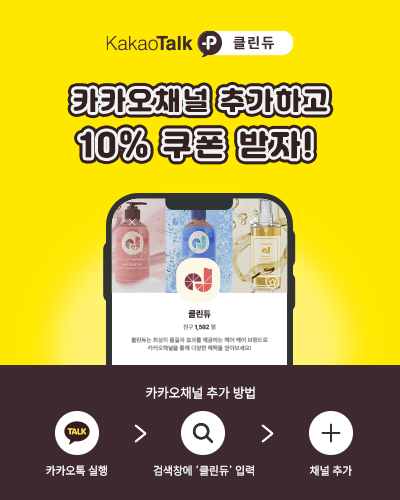 KakaoTalk P 클린듀
카카오채널 추가하고
10% 쿠폰 받자!
클린듀
친구 1,582 명
클린듀는 최상의 품질과 효과를 제공하는 헤어 케어 브랜드로
카카오채널을 통해 다양한 혜택을 받아보세요!
카카오채널 추가 방법
TALK
카카오톡 실행
검색창에 '클린듀' 입력
채널 추가